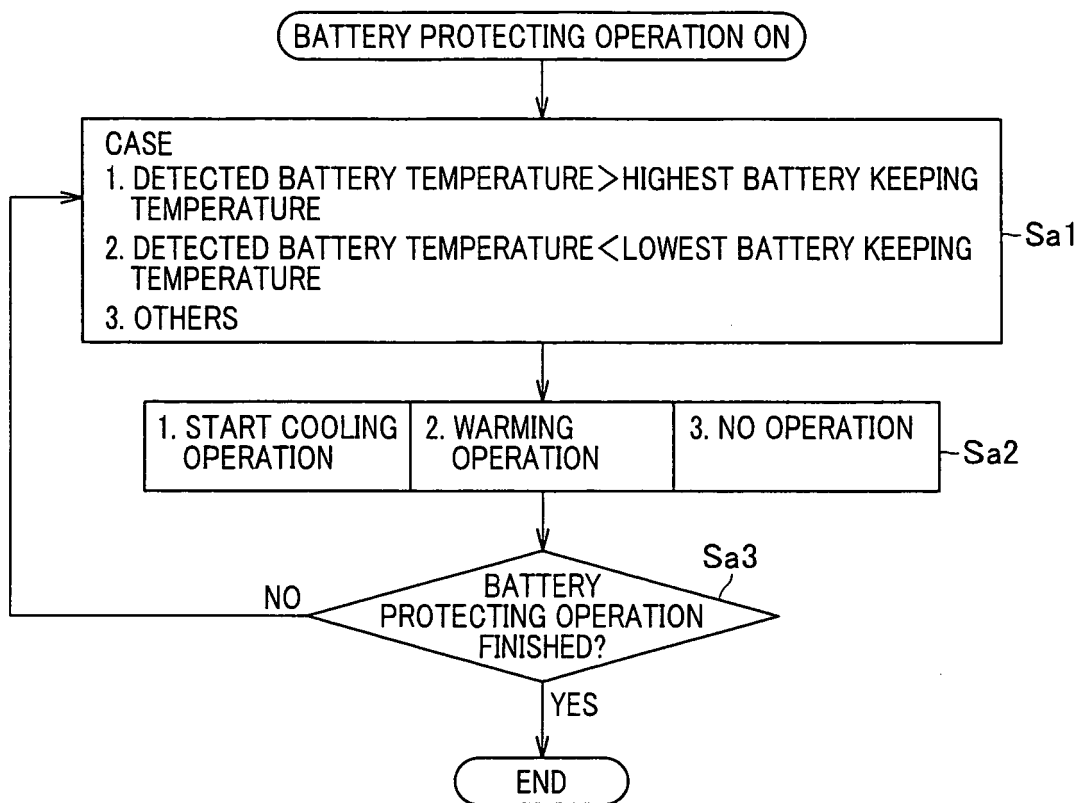 BATTERY PROTECTING OPERATION ON
CASE
1. DETECTED BATTERY TEMPERATURE>HIGHEST BATTERY KEEPING
TEMPERATURE
2. DETECTED BATTERY TEMPERATURE<LOWEST BATTERY KEEPING
TEMPERATURE
3. OTHERS
Sa1
1. START COOLING
OPERATION
2. WARMING
OPERATION
3. NO OPERATION
Sa2
Sa3
BATTERY
PROTECTING OPERATION
FINISHED?
NO
YES
END